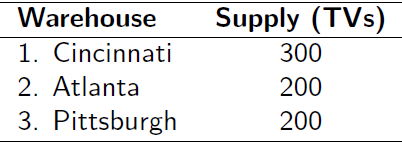 Warehouse Supply (TVs)
1. Cincinnati 300
2. Atlanta 200
3. Pittsburgh 200